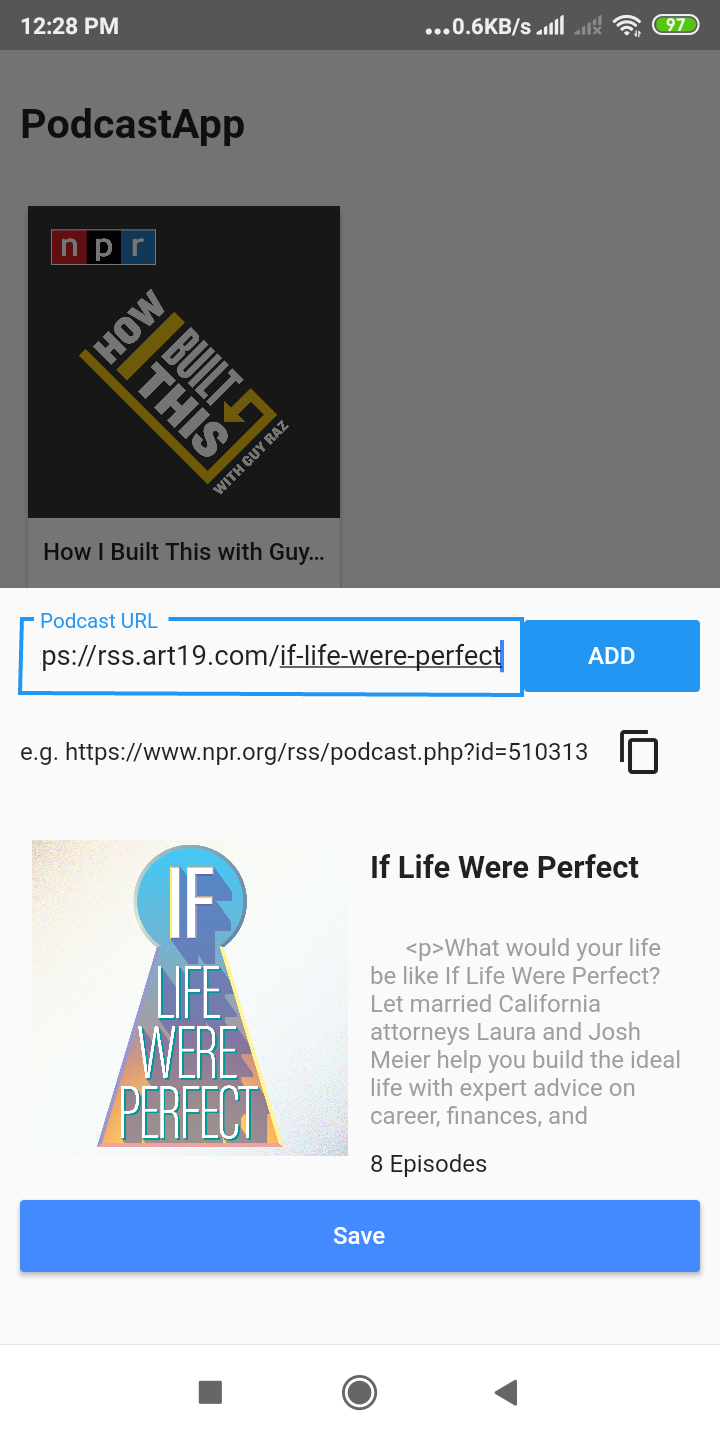 12:28 PM
...0.6KB/s
97
PodcastApp
npr
HOW
I BUILT
THIS
WITH GUY RAZ
How I Built This with Guy...
Podcast URL
ps://rss.art19.com/if-life-were-perfect
ADD
e.g. https://www.npr.org/rss/podcast.php?id=510313
IF
LIFE
WERE
PERFECT
If Life Were Perfect
<p>What would your life
be like If Life Were Perfect?
Let married California
attorneys Laura and Josh
Meier help you build the ideal
life with expert advice on
career, finances, and
8 Episodes
Save